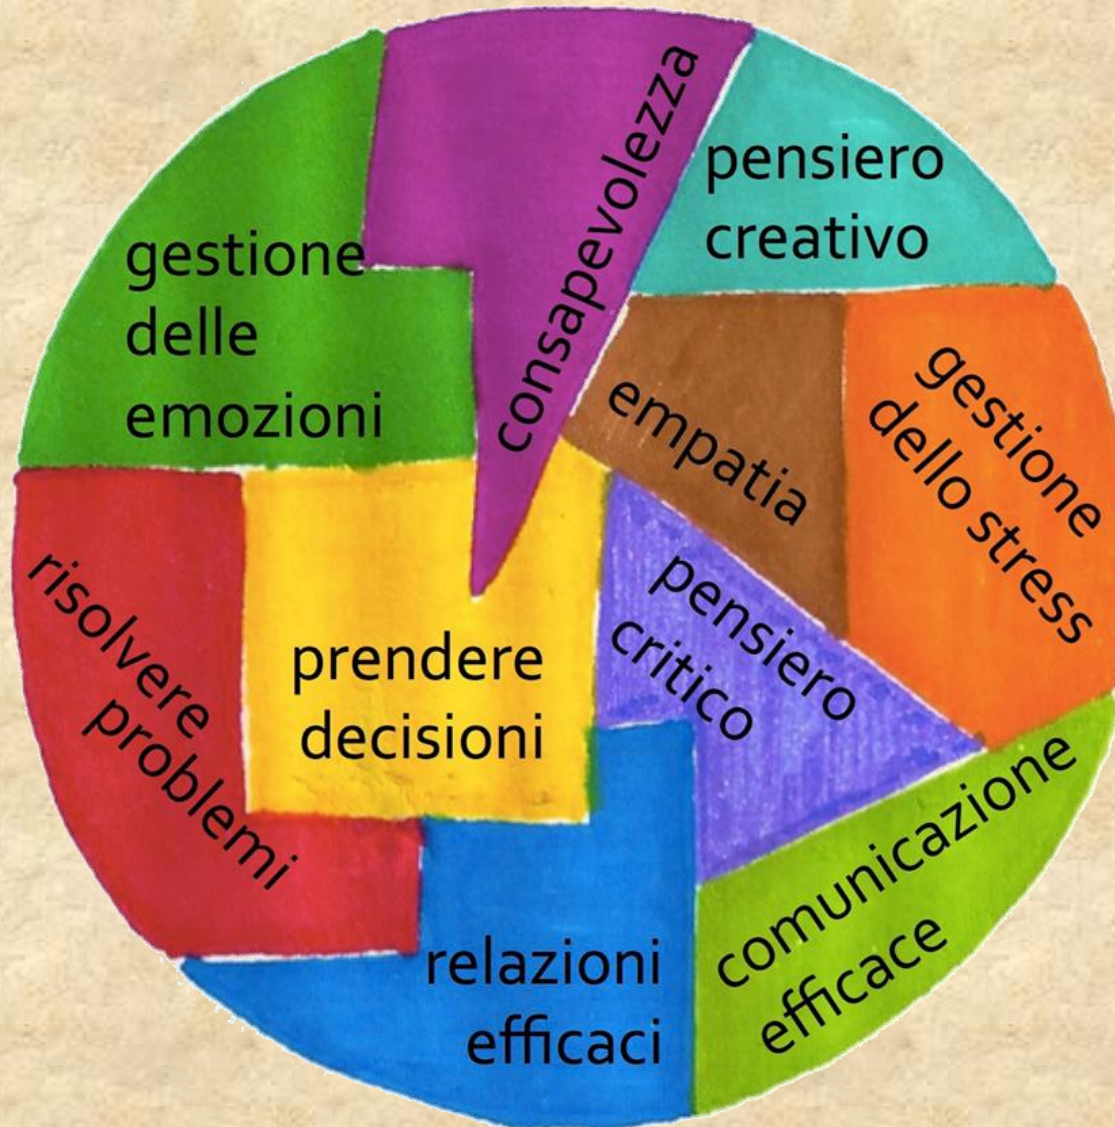 consapevolezza
pensiero
creativo
gestione
delle
emozioni
empatia
gestione
dello stress
risolvere
problemi
prendere
decisioni
pensiero
critico
comunicazione
efficace
relazioni
efficaci